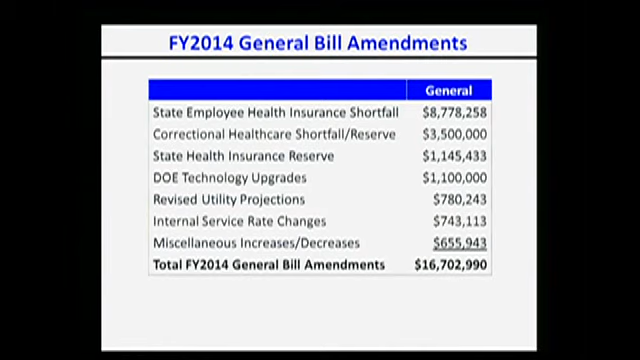 FY2014 General Bill Amendments
General
State Employee Health Insurance Shortfall $8,778,258
Correctional Healthcare Shortfall/Reserve $3,500,000
State Health Insurance Reserve $1,145,433
DOE Technology Upgrades $1,100,000
Revised Utility Projections $780,243
Internal Service Rate Changes $743,113
Miscellaneous Increases/Decreases $655,943
Total FY2014 General Bill Amendments $16,702,990